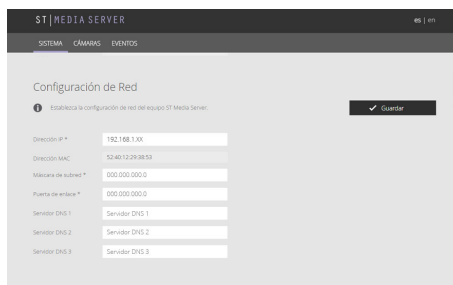 ST|MEDIA SERVER
es | en
SISTEMA CÁMARAS EVENTOS
Configuración de Red
Establezca la configuración de red del equipo ST Media Server.
Guardar
Dirección IP * 192.168.1.XX
Dirección MAC 52:40:12:29:38:53
Máscara de subred * 000.000.000.0
Puerta de enlace * 000.000.000.0
Servidor DNS 1 Servidor DNS 1
Servidor DNS 2 Servidor DNS 2
Servidor DNS 3 Servidor DNS 3